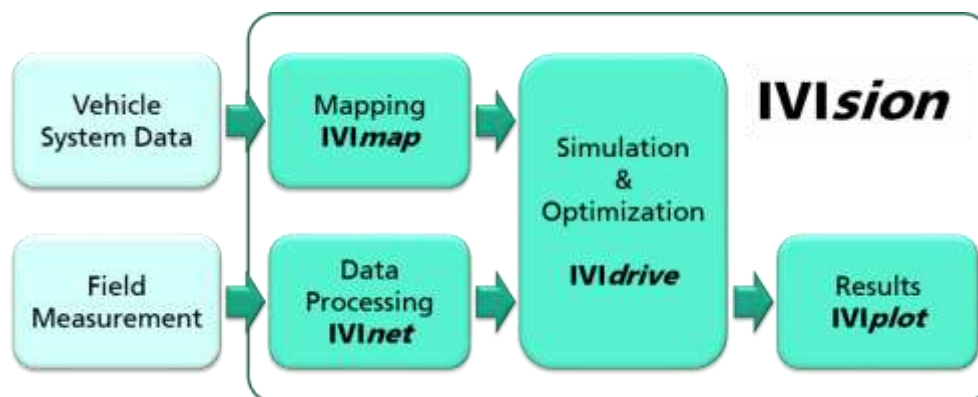 Vehicle
System Data
Mapping
IVImap
Simulation
&
Optimization
IVIdrive
IVIsion
Field
Measurement
Data
Processing
IVInet
Results
IVIplot